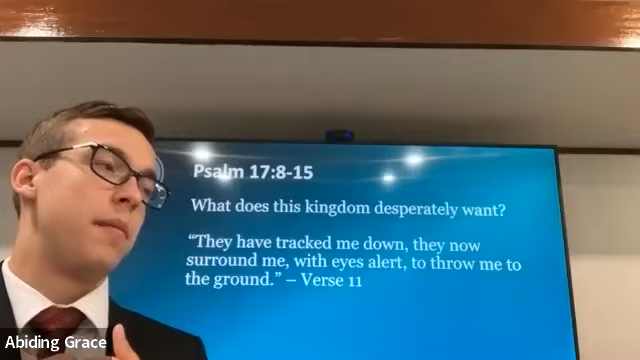 Psalm 17:8-15
What does this kingdom desperately want?
“They have tracked me down, they now
surround me, with eyes alert, to throw me to
the ground.” – Verse 11
Abiding Grace